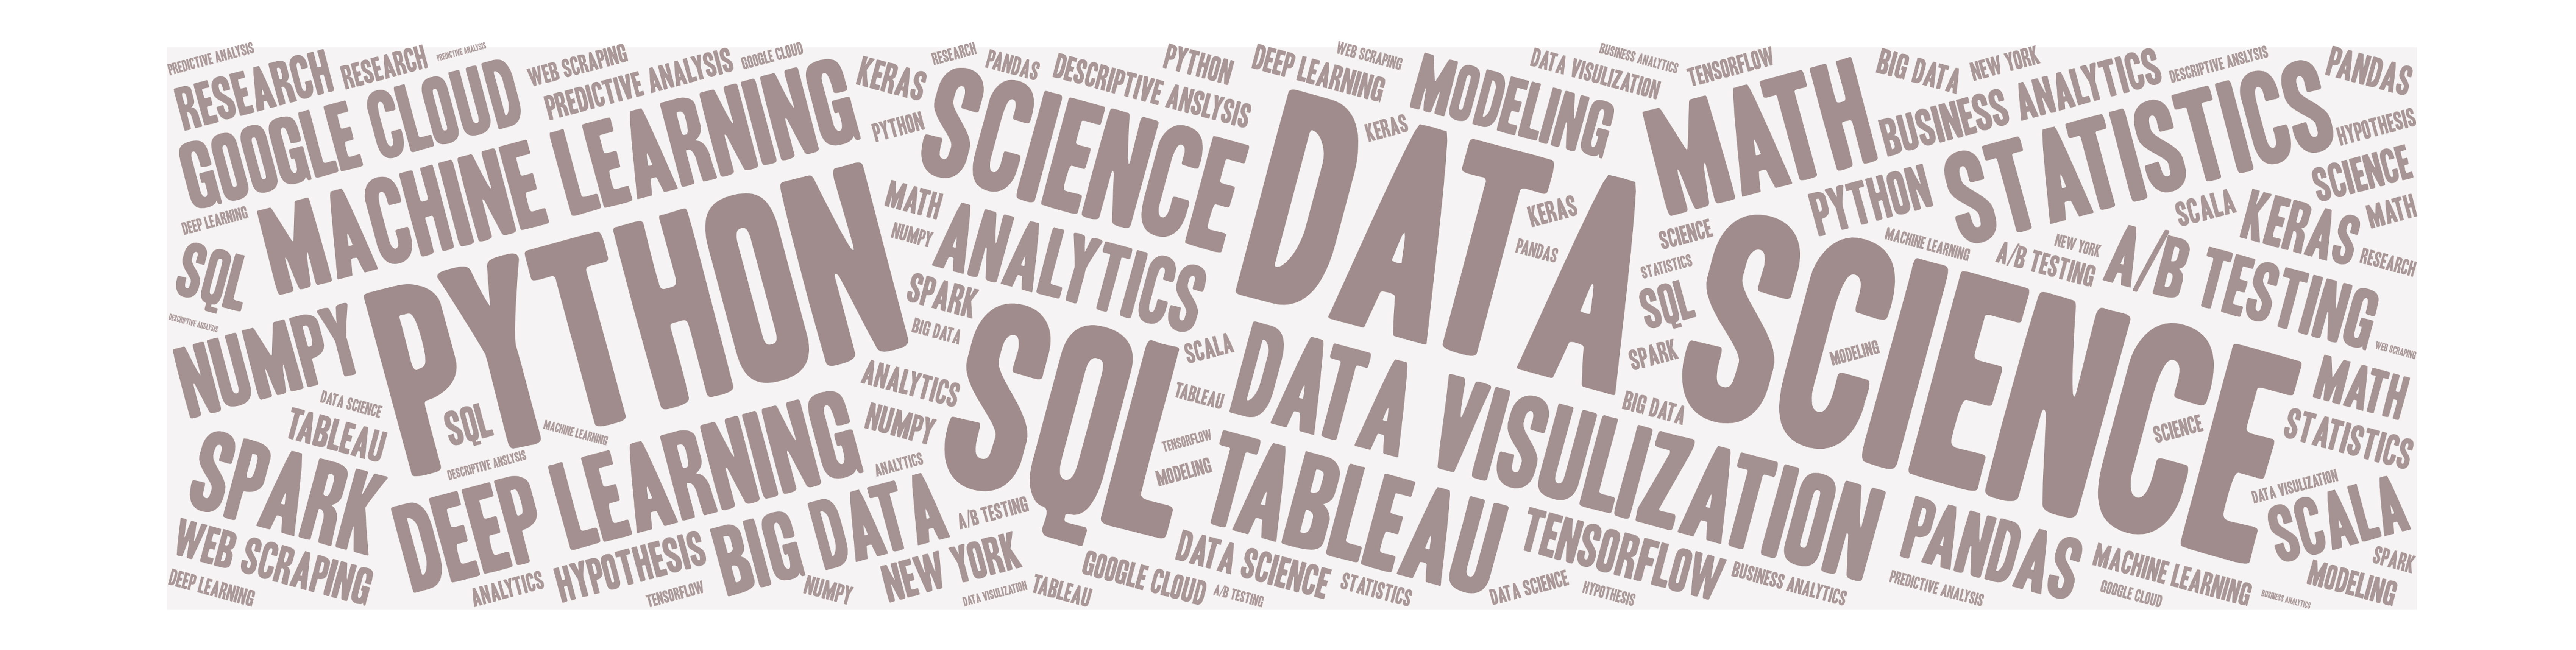 PREDICTIVE ANALYSIS
RESEARCH
RESEARCH
PREDICTIVE ANALYSIS
GOOGLE CLOUD
WEB SCRAPING
PREDICTIVE ANALYSIS
GOOGLE CLOUD
MACHINE LEARNING
DEEP LEARNING
SQL
PYTHON
DESCRIPTIVE ANSLYSIS
NUMPY
DATA SCIENCE
TABLEAU
SQL
MACHINE LEARNING
DESCRIPTIVE ANSLYSIS
SPARK
DEEP LEARNING
WEB SCRAPING
DEEP LEARNING
ANALYTICS
HYPOTHESIS
TENSORFLOW
BIG DATA
NUMPY
KERAS
RESEARCH
PANDAS
DESCRIPTIVE ANSLYSIS
PYTHON
PYTHON
SCIENCE
MATH
NUMPY
ANALYTICS
SPARK
BIG DATA
ANALYTICS
NUMPY
ANALYTICS
SQL
A/B TESTING
NEW YORK
DATA VISULIZATION
TABLEAU
DEEP LEARNING
WEB SCRAPING
KERAS
MODELING
DATA
KERAS
PANDAS
SCALA
TABLEAU
TENSORFLOW
MODELING
DATA VISULIZATION
TABLEAU
GOOGLE CLOUD
DATA SCIENCE
A/B TESTING
STATISTICS
DATA SCIENCE
TENSORFLOW
HYPOTHESIS
DATA VISULIZATION
BUSINESS ANALYTICS
TENSORFLOW
MATH
BIG DATA
NEW YORK
BUSINESS ANALYTICS
DESCRIPTIVE ANSLYSIS
PANDAS
PYTHON
STATISTICS
HYPOTHESIS
SCIENCE
MATH
SCALA
KERAS
RESEARCH
SCIENCE
STATISTICS
SQL
SPARK
BIG DATA
MACHINE LEARNING
NEW YORK
A/B TESTING
A/B TESTING
WEB SCRAPING
SCIENCE
MODELING
SCIENCE
MATH
STATISTICS
DATA VISULIZATION
SCALA
SPARK
MODELING
PANDAS
MACHINE LEARNING
BUSINESS ANALYTICS
PREDICTIVE ANALYSIS
GOOGLE CLOUD
BUSINESS ANALYTICS